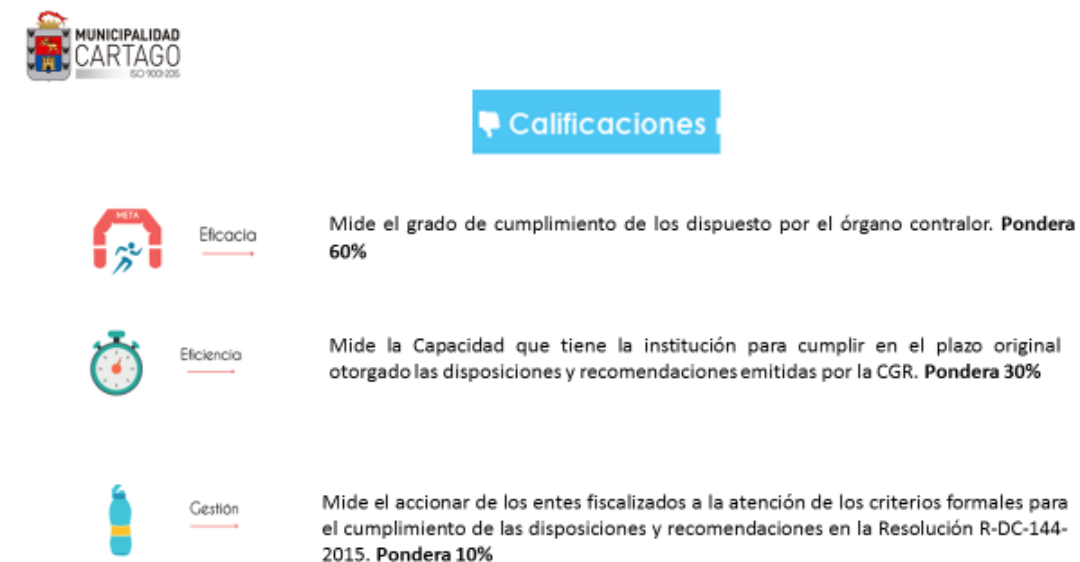 MUNICIPALIDAD
CARTAGO
ISO 9001-2015
Calificaciones
META
Eficacia
Mide el grado de cumplimiento de los dispuesto por el órgano contralor. Pondera
60%
Eficiencia
Mide la Capacidad que tiene la institución para cumplir en el plazo original
otorgado las disposiciones y recomendaciones emitidas por la CGR. Pondera 30%
Gestión
Mide el accionar de los entes fiscalizados a la atención de los criterios formales para
el cumplimiento de las disposiciones y recomendaciones en la Resolución R-DC-144-
2015. Pondera 10%